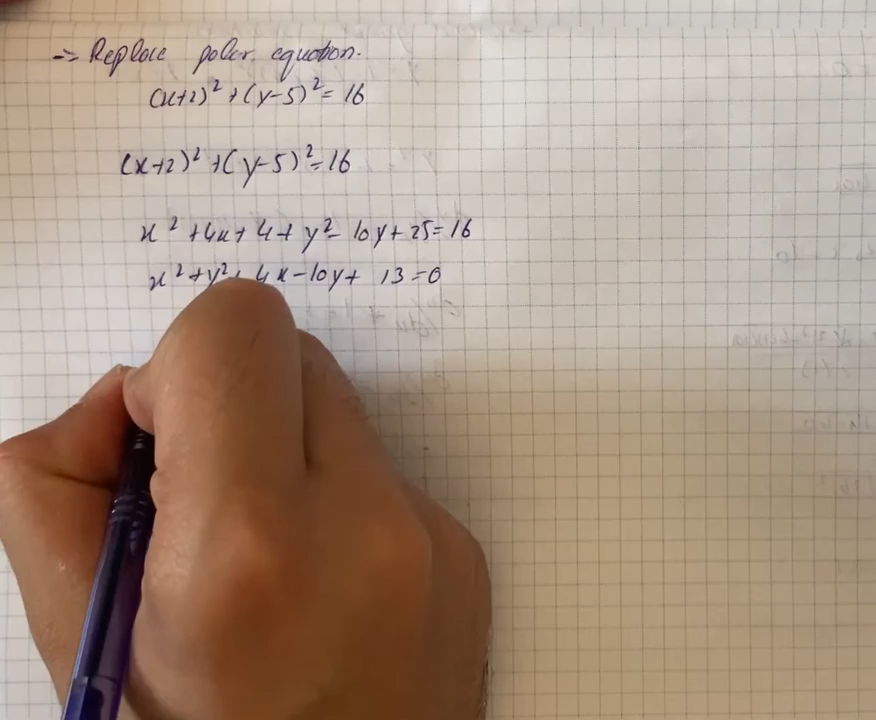 => Replace polar equation.
(x+2)² + (y-5)² = 16
(x+2)² + (y-5)² = 16
x² + 4x + 4 + y² - 10y + 25 = 16
x² + y² + 4x - 10y + 13 = 0